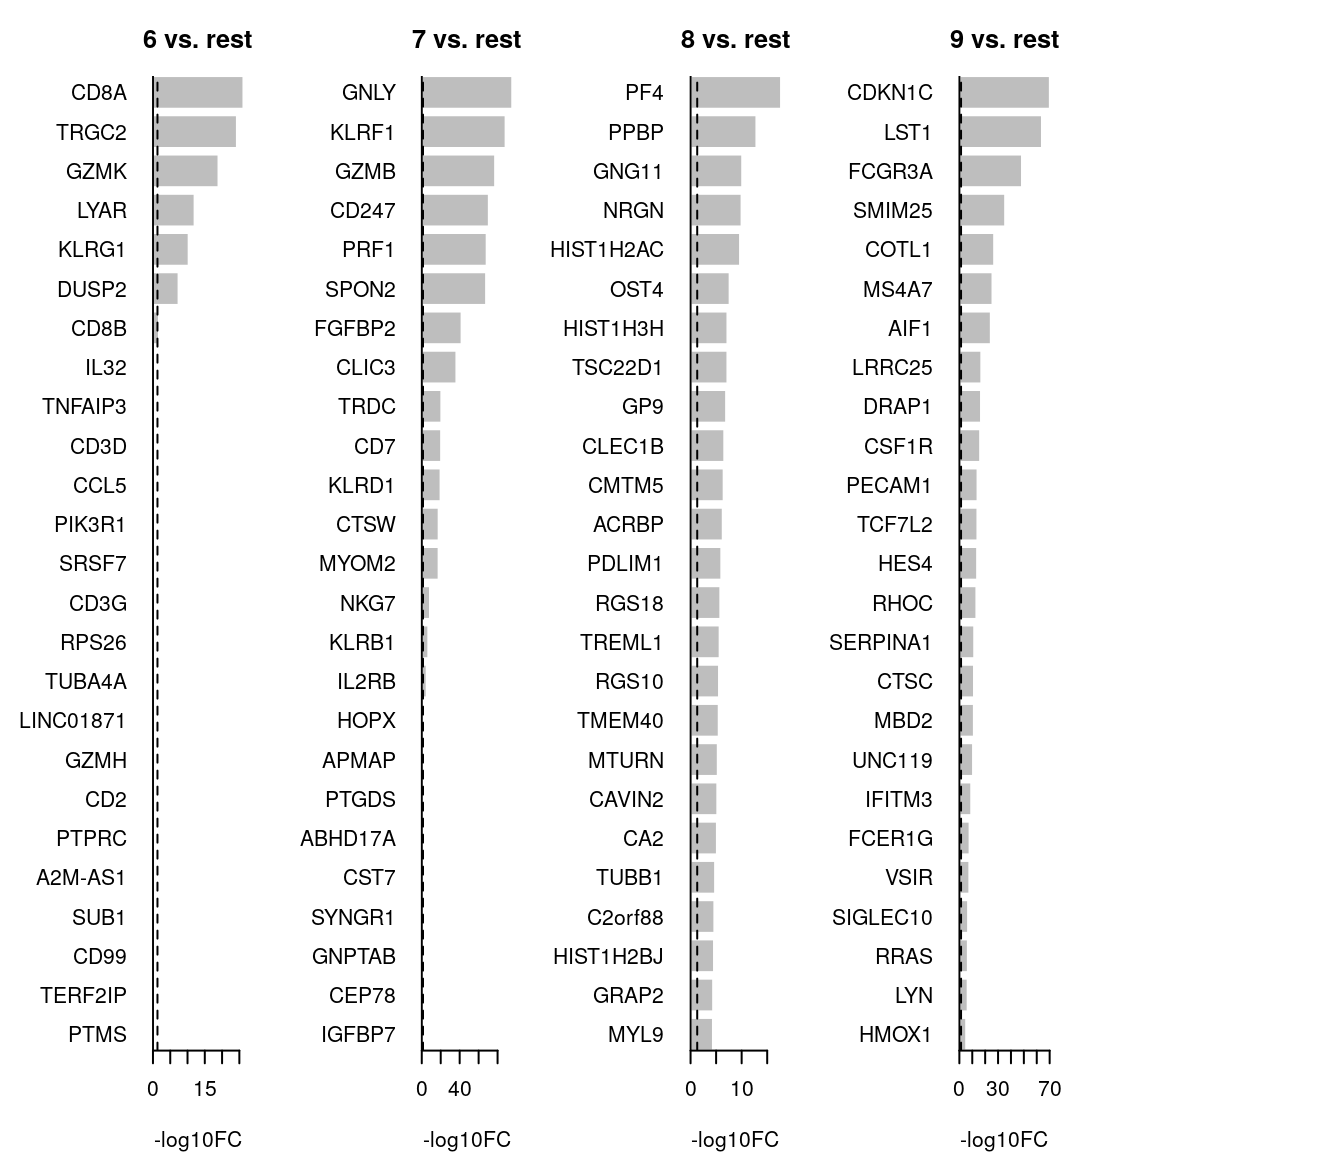 6 vs. rest
CD8A
TRGC2
GZMK
LYAR
KLRG1
DUSP2
CD8B
IL32
TNFAIP3
CD3D
CCL5
PIK3R1
SRSF7
CD3G
RPS26
TUBA4A
LINC01871
GZMH
CD2
PTPRC
A2M-AS1
SUB1
CD99
TERF2IP
PTMS
0 15
-log10FC
7 vs. rest
GNLY
KLRF1
GZMB
CD247
PRF1
SPON2
FGFBP2
CLIC3
TRDC
CD7
KLRD1
CTSW
MYOM2
NKG7
KLRB1
IL2RB
HOPX
APMAP
PTGDS
ABHD17A
CST7
SYNGR1
GNPTAB
CEP78
IGFBP7
0 40
-log10FC
8 vs. rest
PF4
PPBP
GNG11
NRGN
HIST1H2AC
OST4
HIST1H3H
TSC22D1
GP9
CLEC1B
CMTM5
ACRBP
PDLIM1
RGS18
TREML1
RGS10
TMEM40
MTURN
CAVIN2
CA2
TUBB1
C2orf88
HIST1H2BJ
GRAP2
MYL9
0 10
-log10FC
9 vs. rest
CDKN1C
LST1
FCGR3A
SMIM25
COTL1
MS4A7
AIF1
LRRC25
DRAP1
CSF1R
PECAM1
TCF7L2
HES4
RHOC
SERPINA1
CTSC
MBD2
UNC119
IFITM3
FCER1G
VSIR
SIGLEC10
RRAS
LYN
HMOX1
0 30 70
-log10FC